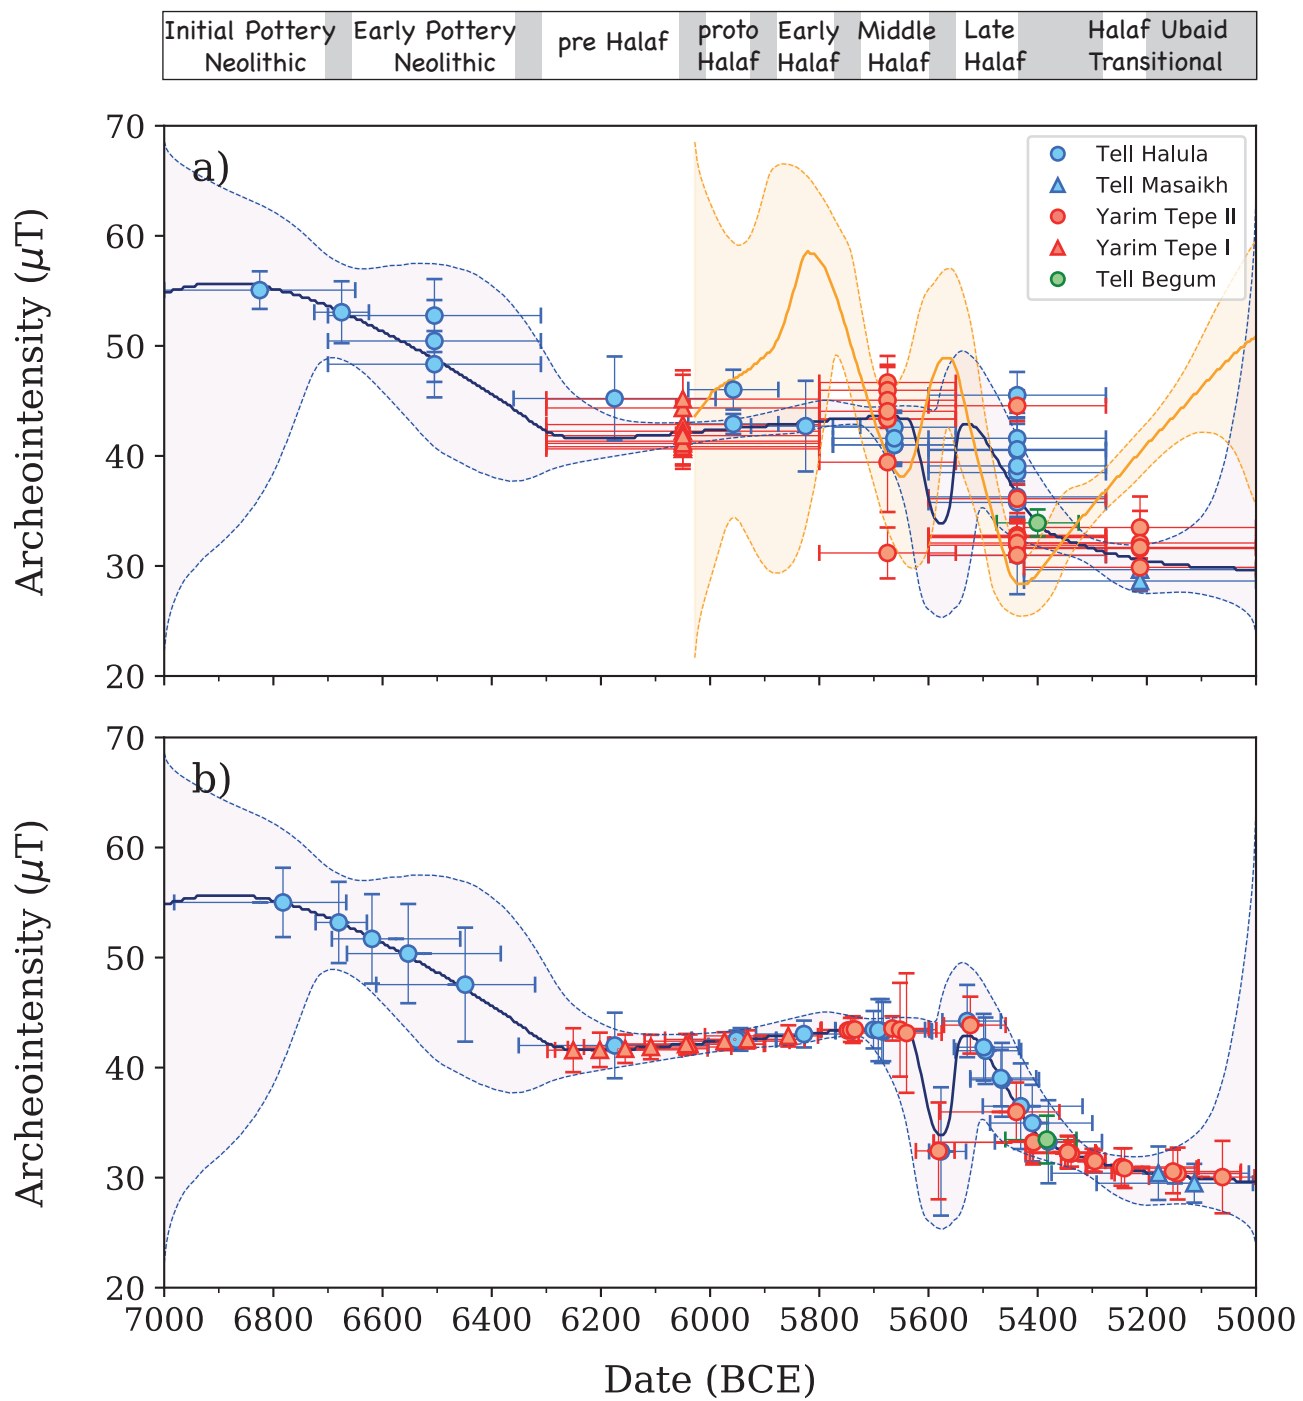 Initial Pottery Early Pottery pre Halaf proto Early Middle Late Halaf Ubaid
Neolithic Neolithic Halaf Halaf Halaf Halaf Transitional
a)
Archeointensity (μT)
70
60
50
40
30
20
Tell Halula
Tell Masaikh
Yarim Tepe II
Yarim Tepe I
Tell Begum
b)
Archeointensity (μT)
70
60
50
40
30
20
7000 6800 6600 6400 6200 6000 5800 5600 5400 5200 5000
Date (BCE)